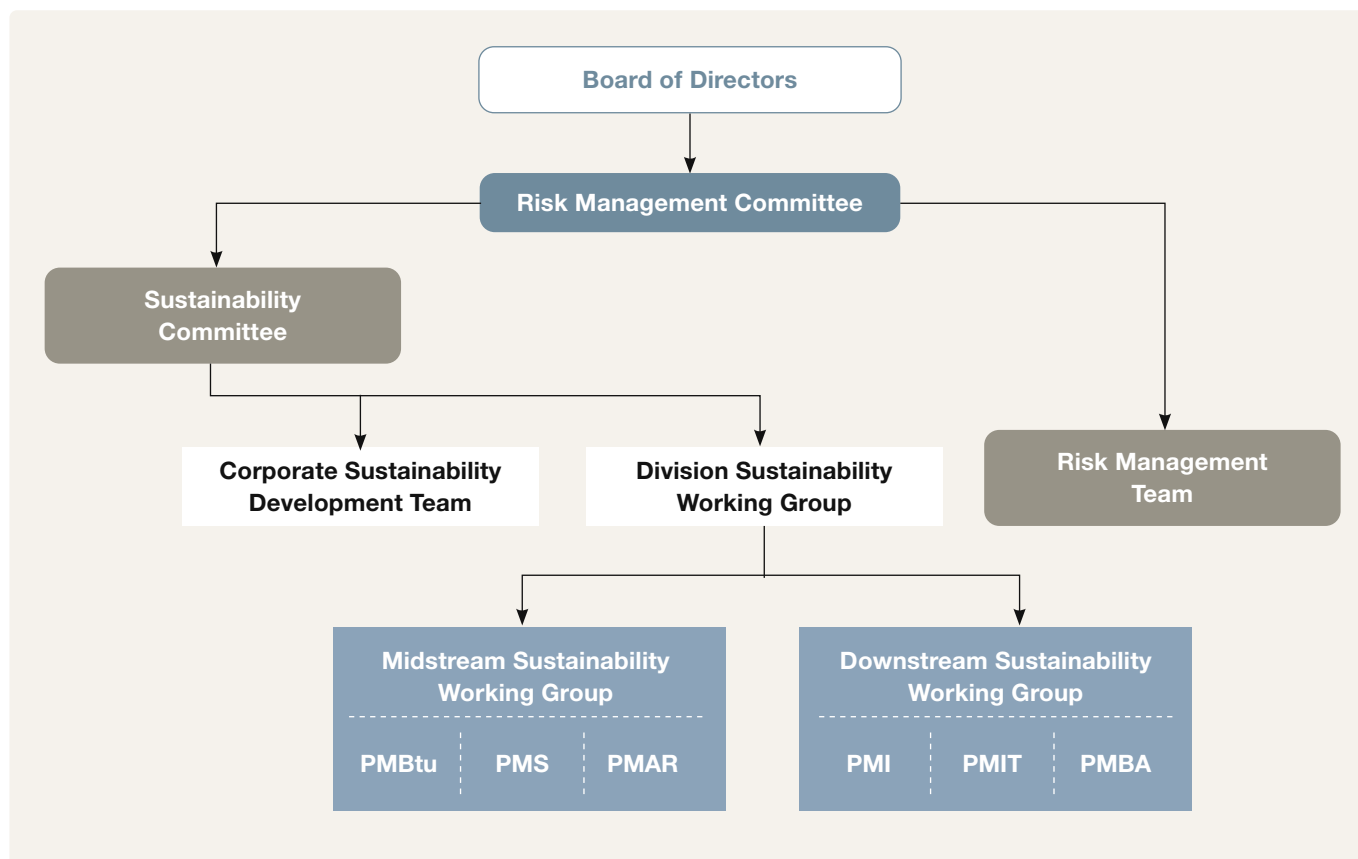 Board of Directors
Risk Management Committee
Sustainability
Committee
Corporate Sustainability
Development Team
Division Sustainability
Working Group
Risk Management
Team
Midstream Sustainability
Working Group
PMBtu PMS PMAR
Downstream Sustainability
Working Group
PMI PMIT PMBA